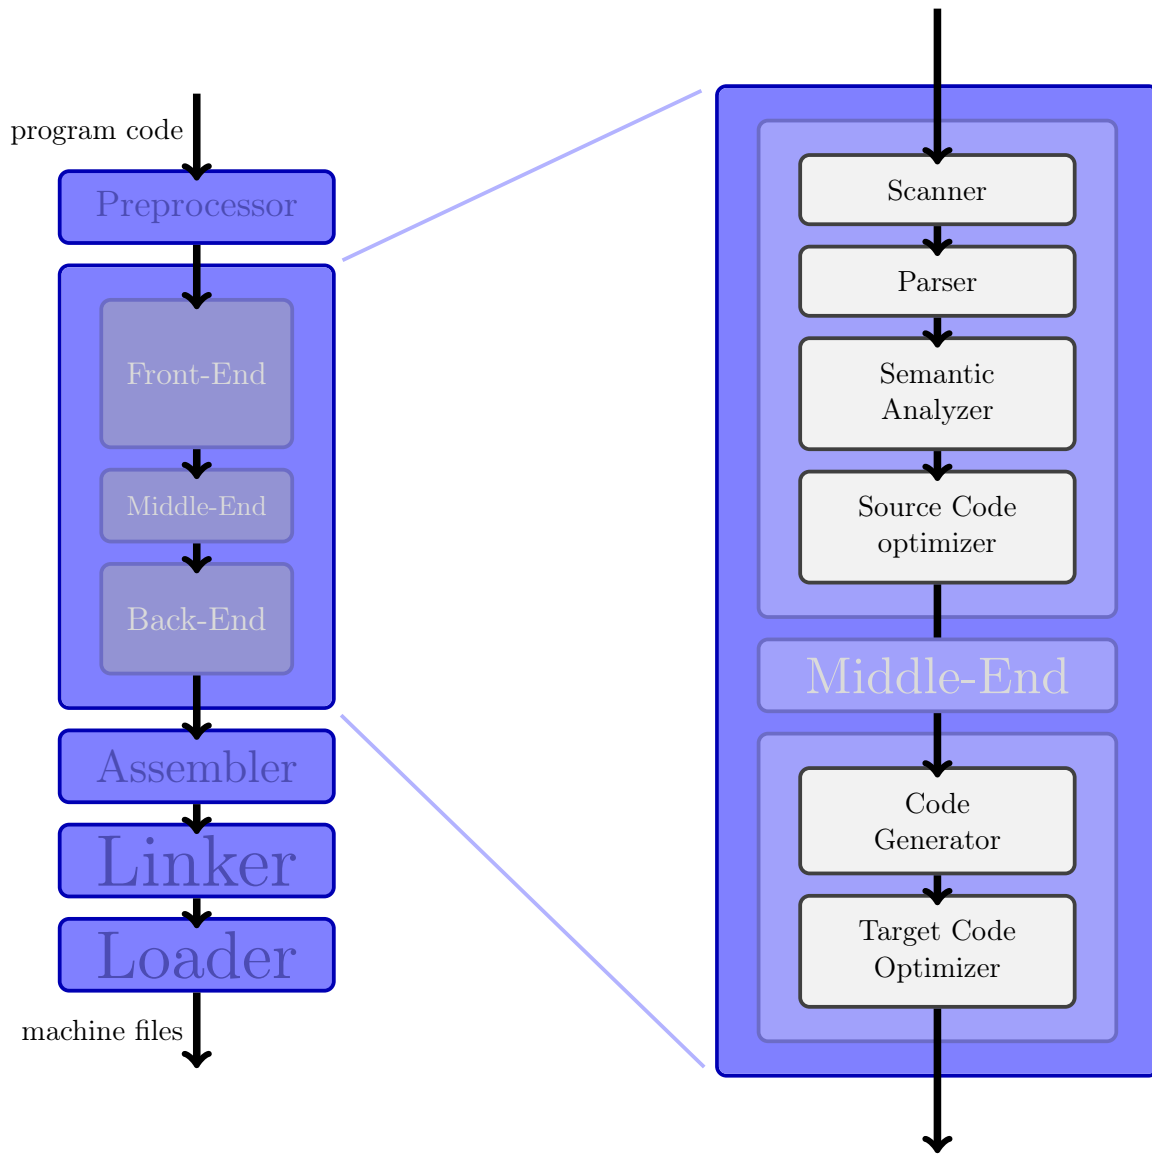 program code
Preprocessor
Front-End
Middle-End
Back-End
Assembler
Linker
Loader
machine files
Scanner
Parser
Semantic
Analyzer
Source Code
optimizer
Middle-End
Code
Generator
Target Code
Optimizer